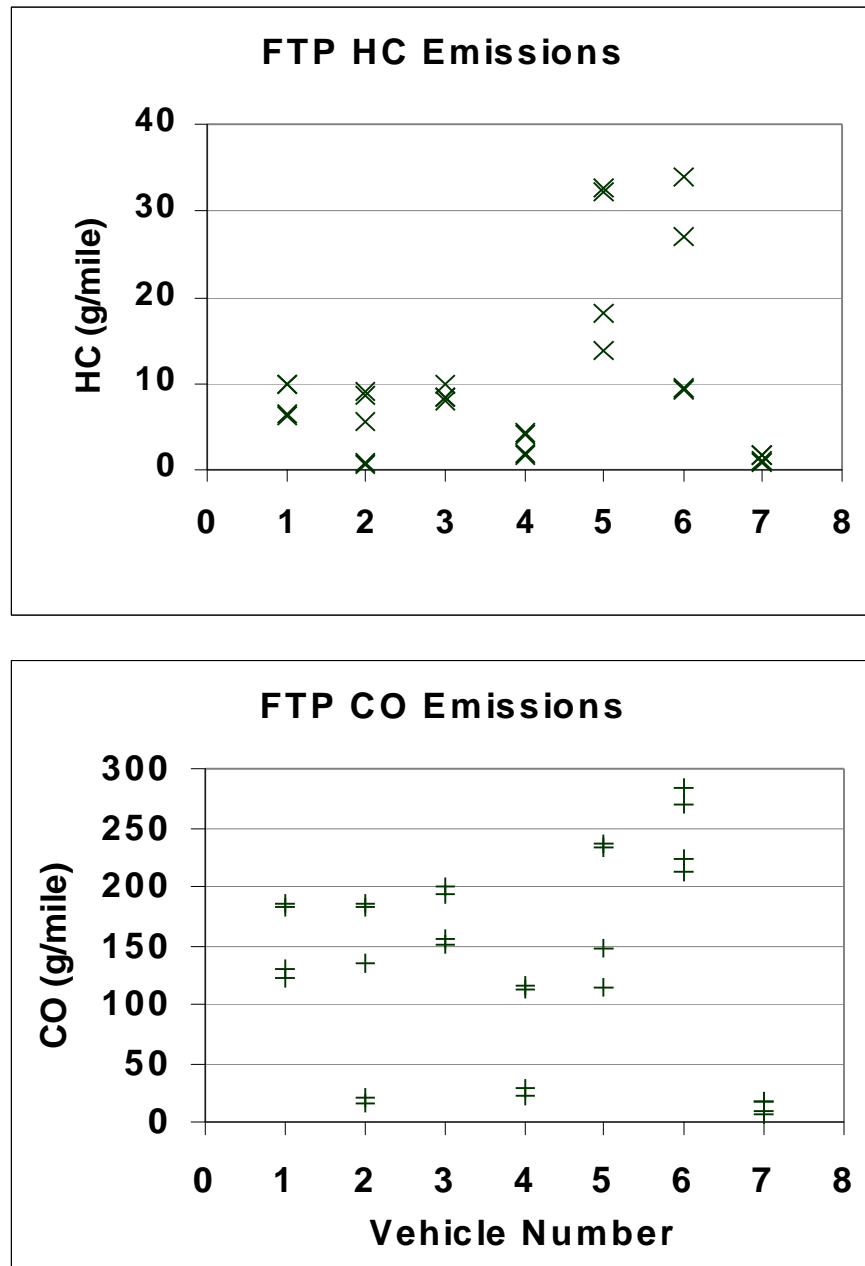 FTP HC Emissions
40
30
20
10
0
HC (g/mile)
0 1 2 3 4 5 6 7 8
FTP CO Emissions
300
250
200
150
100
50
0
CO (g/mile)
0 1 2 3 4 5 6 7 8
Vehicle Number